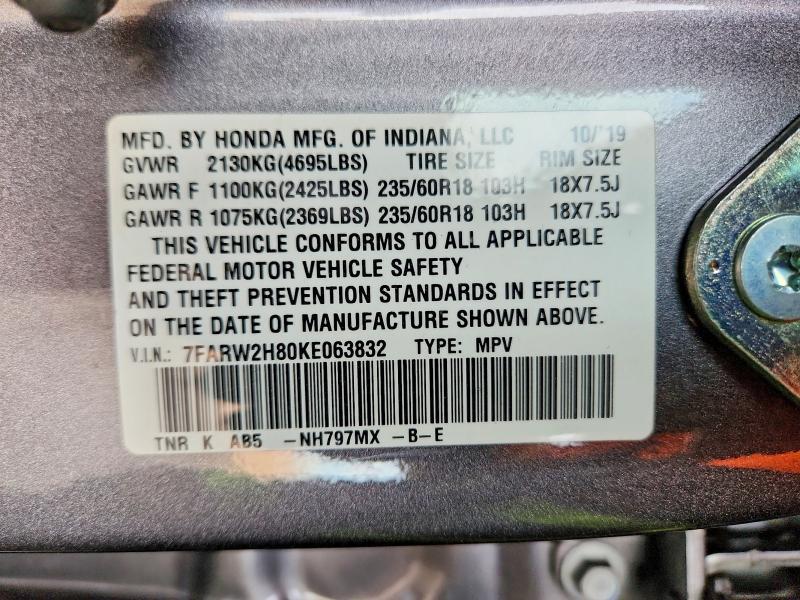 MFD. BY HONDA MFG. OF INDIANA, LLC 10/'19
GVWR 2130KG(4695LBS) TIRE SIZE RIM SIZE
GAWR F 1100KG(2425LBS) 235/60R18 103H 18X7.5J
GAWR R 1075KG(2369LBS) 235/60R18 103H 18X7.5J
THIS VEHICLE CONFORMS TO ALL APPLICABLE
FEDERAL MOTOR VEHICLE SAFETY
AND THEFT PREVENTION STANDARDS IN EFFECT
ON THE DATE OF MANUFACTURE SHOWN ABOVE.
V.I.N.: 7FARW2H80KE063832 TYPE: MPV
TNR K AB5 -NH797MX -B-E